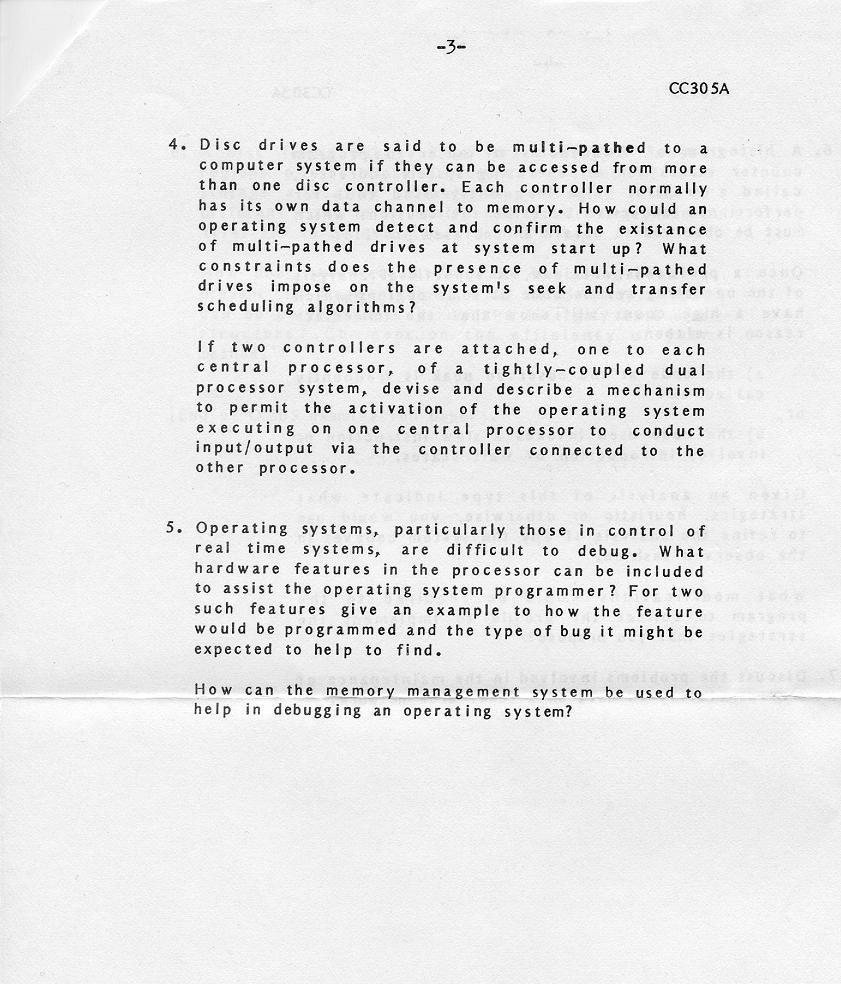 -3-
CC305A
4. Disc drives are said to be multi-pathed to a
computer system if they can be accessed from more
than one disc controller. Each controller normally
has its own data channel to memory. How could an
operating system detect and confirm the existance
of multi-pathed drives at system start up? What
constraints does the presence of multi-pathed
drives impose on the system's seek and transfer
scheduling algorithms?
If two controllers are attached, one to each
central processor, of a tightly-coupled dual
processor system, devise and describe a mechanism
to permit the activation of the operating system
executing on one central processor to conduct
input/output via the controller connected to the
other processor.
5. Operating systems, particularly those in control of
real time systems, are difficult to debug. What
hardware features in the processor can be included
to assist the operating system programmer? For two
such features give an example to how the feature
would be programmed and the type of bug it might be
expected to help to find.
How can the memory management system be used to
help in debugging an operating system?